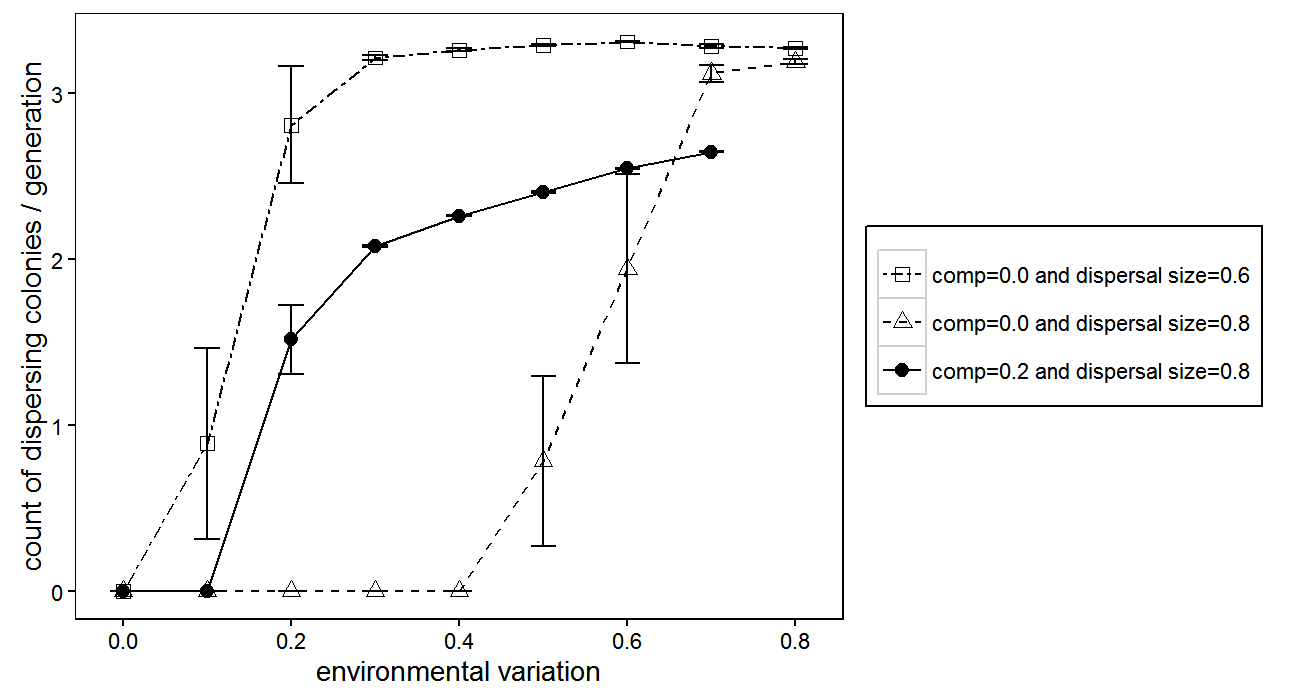 count of dispersing colonies / generation
3
2
1
0
0.0
0.2
0.4
0.6
0.8
environmental variation
comp=0.0 and dispersal size=0.6
comp=0.0 and dispersal size=0.8
comp=0.2 and dispersal size=0.8